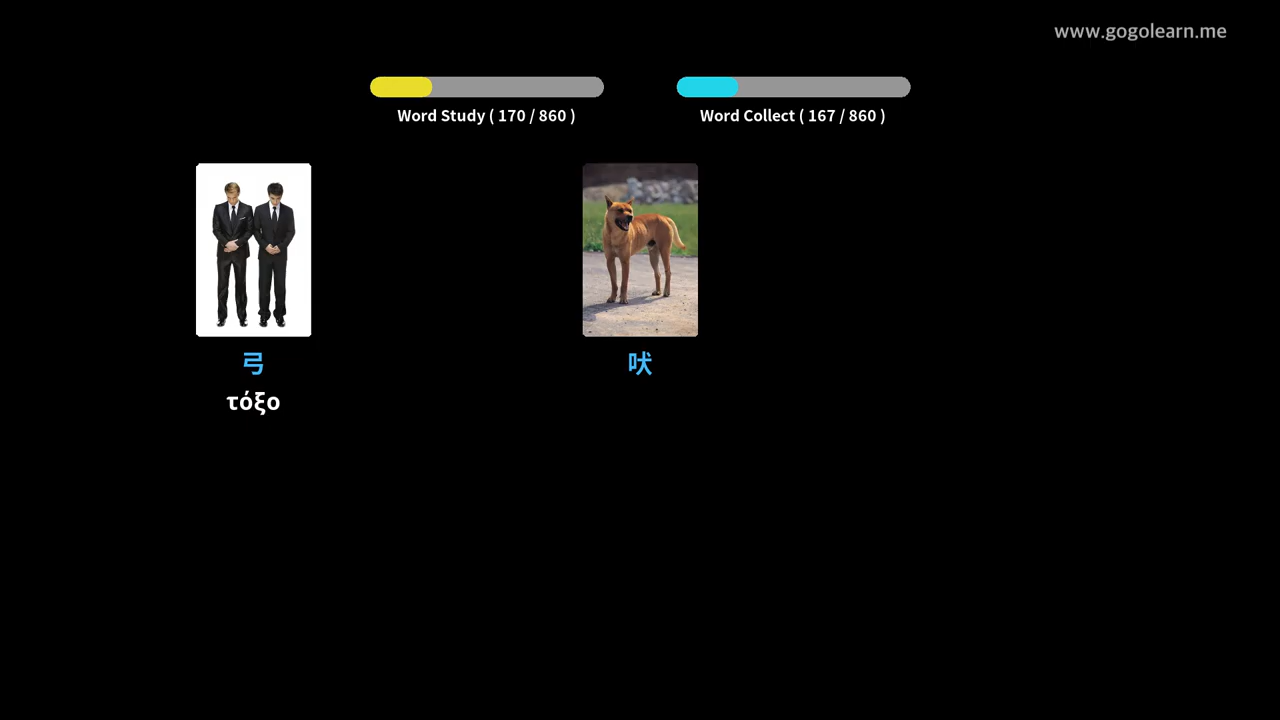 www.gogolearn.me
Word Study ( 170 / 860 )
Word Collect ( 167 / 860 )
弓
吠
τόξο